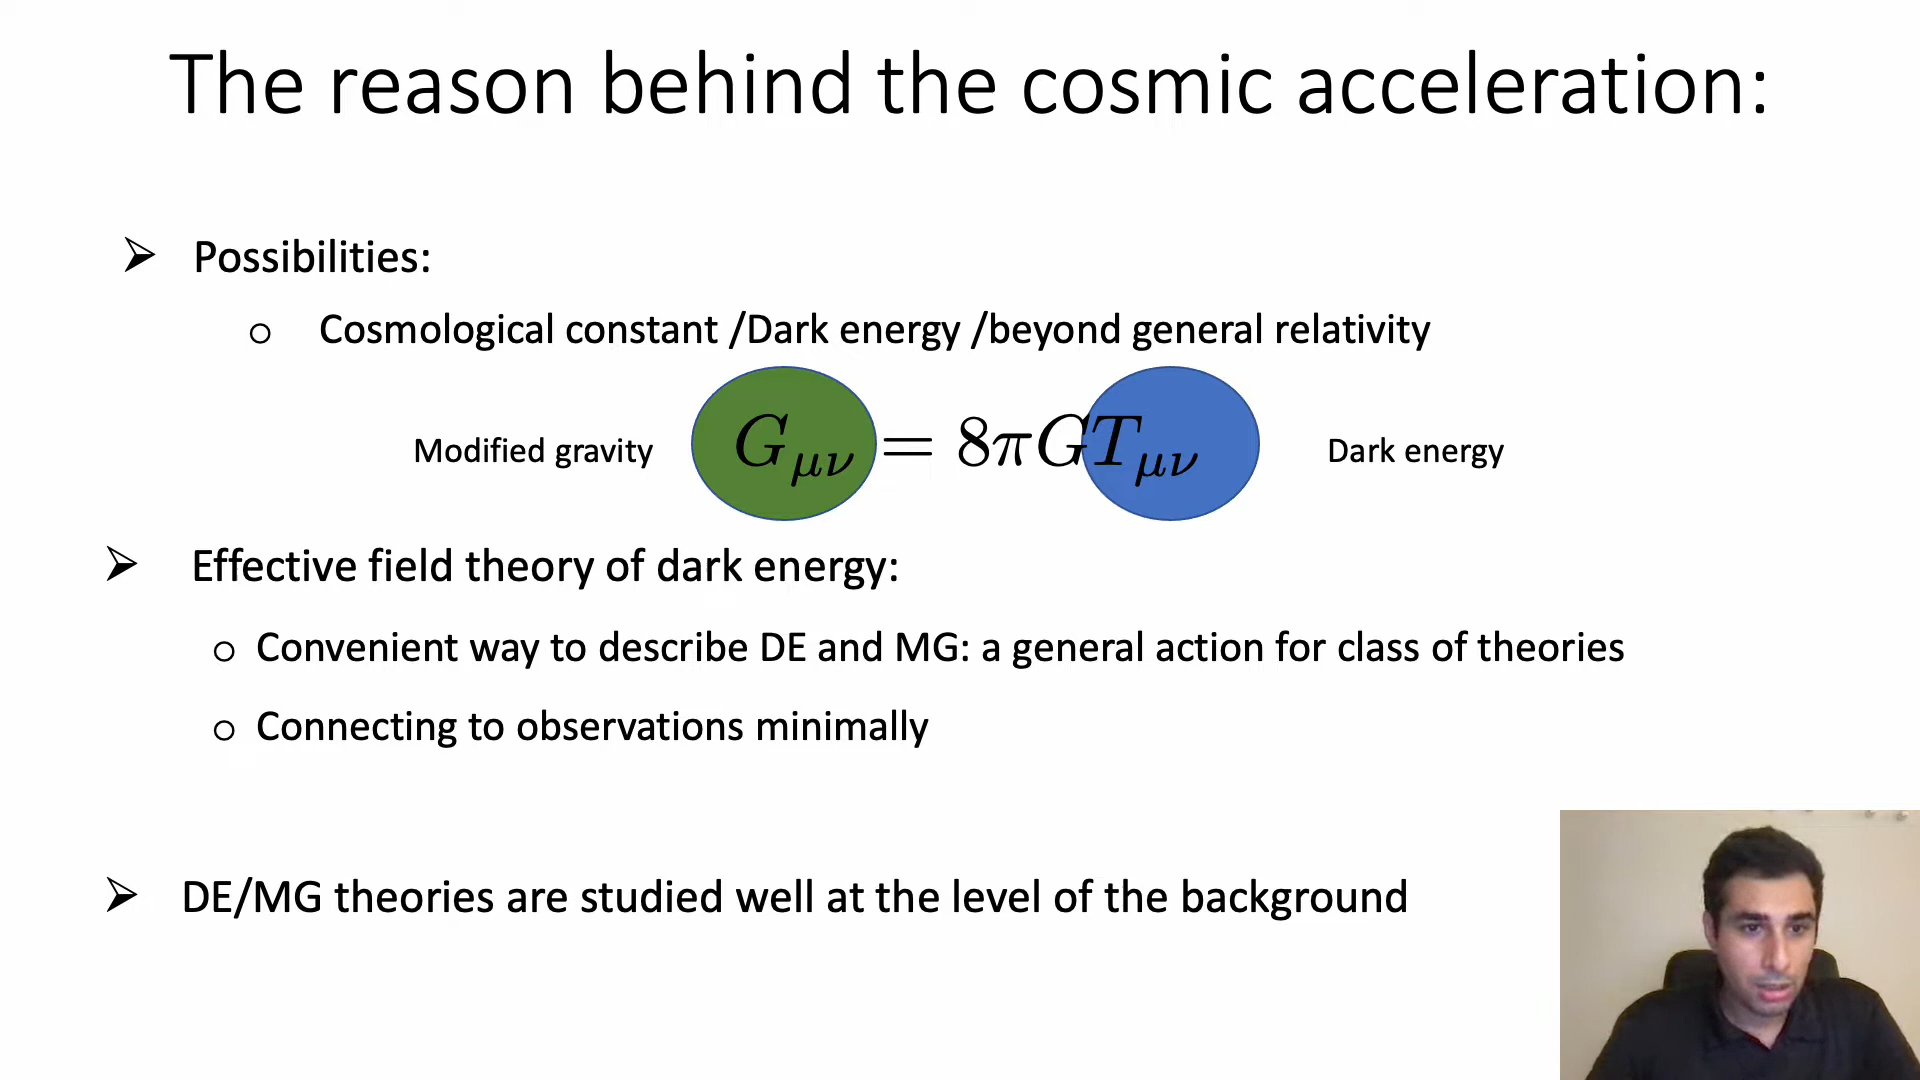 The reason behind the cosmic acceleration:
Possibilities:
Cosmological constant /Dark energy /beyond general relativity
Modified gravity G_{μν} = 8πGT_{μν} Dark energy
Effective field theory of dark energy:
Convenient way to describe DE and MG: a general action for class of theories
Connecting to observations minimally
DE/MG theories are studied well at the level of the background